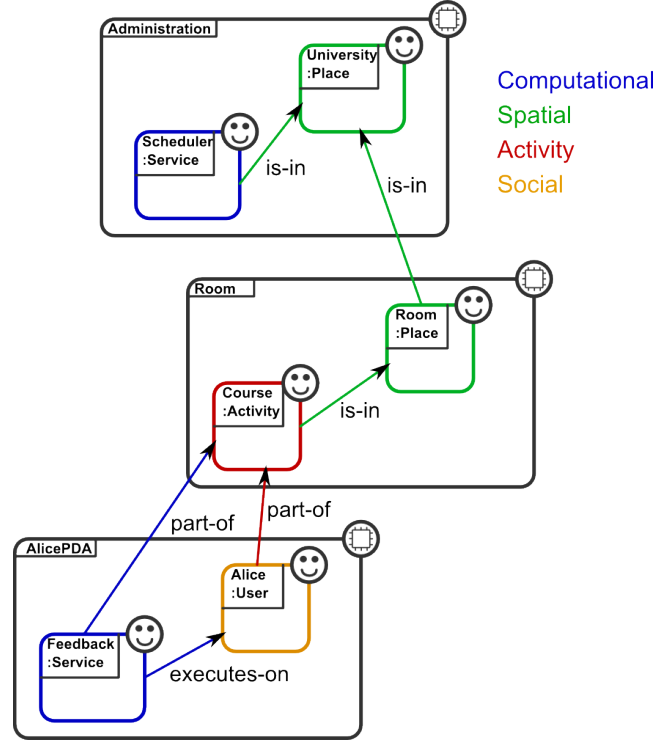 Administration
University
:Place
Computational
Spatial
Activity
Social
Scheduler
:Service
is-in
is-in
Room
Room
:Place
Course
:Activity
is-in
part-of
part-of
AlicePDA
Alice
:User
Feedback
:Service
executes-on